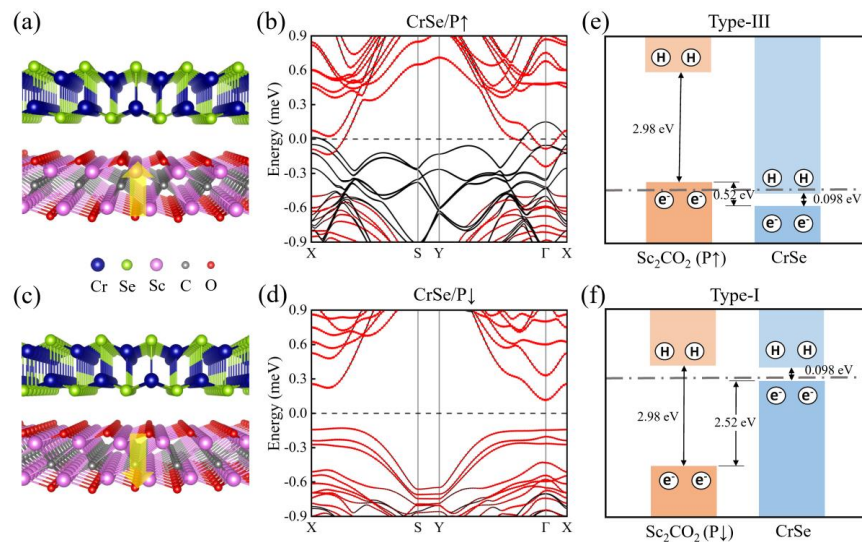 (a)
Cr Se Sc C O
(b)
CrSe/P↑
Energy (meV)
0.9
0.6
0.3
0.0
-0.3
-0.6
-0.9
X S Y Γ X
(e)
Type-III
H H
2.98 eV
H H
0.52 eV
0.098 eV
e- e-
e- e-
Sc2CO2 (P↑) CrSe
(c)
(d)
CrSe/P↓
Energy (meV)
0.9
0.6
0.3
0.0
-0.3
-0.6
-0.9
X S Y Γ X
(f)
Type-I
H H
H H
0.098 eV
2.98 eV
2.52 eV
e- e-
e- e-
Sc2CO2 (P↓) CrSe